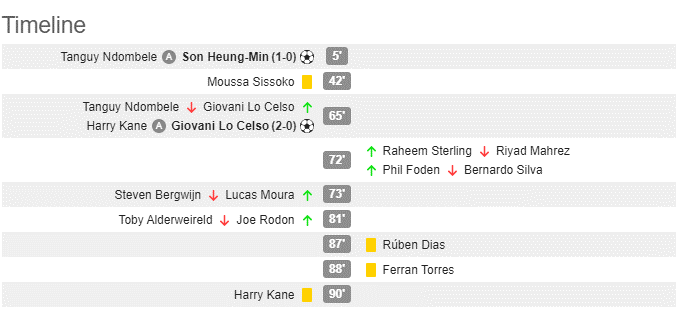 Timeline
Tanguy Ndombele A Son Heung-Min (1-0) 5'
Moussa Sissoko 42'
Tanguy Ndombele Giovani Lo Celso
65'
Harry Kane A Giovani Lo Celso (2-0)
Raheem Sterling Riyad Mahrez
72'
Phil Foden Bernardo Silva
Steven Bergwijn Lucas Moura 73'
Toby Alderweireld Joe Rodon 81'
87' Rúben Dias
88' Ferran Torres
Harry Kane 90'